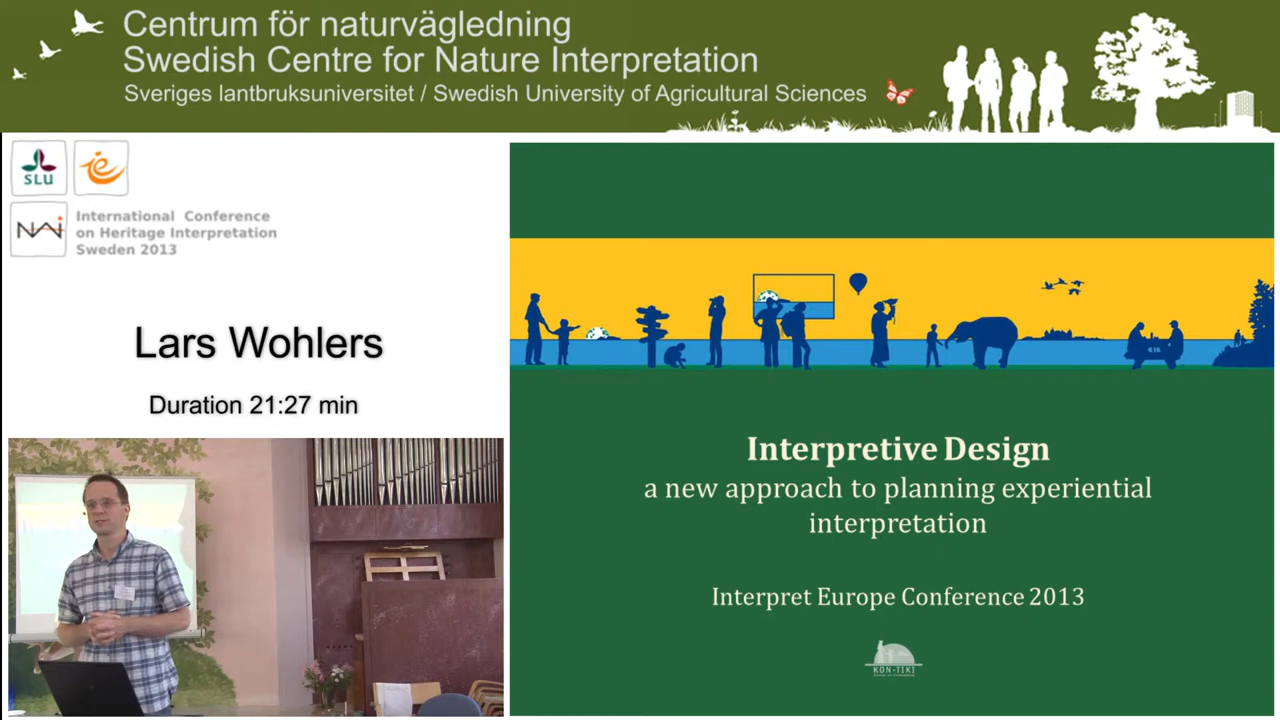 Centrum för naturvägledning
Swedish Centre for Nature Interpretation
Sveriges lantbruksuniversitet / Swedish University of Agricultural Sciences
SLU
ie
NAI
International Conference
on Heritage Interpretation
Sweden 2013
Lars Wohlers
Duration 21:27 min
Interpretive Design
a new approach to planning experiential
interpretation
Interpret Europe Conference 2013
KON-TIKI